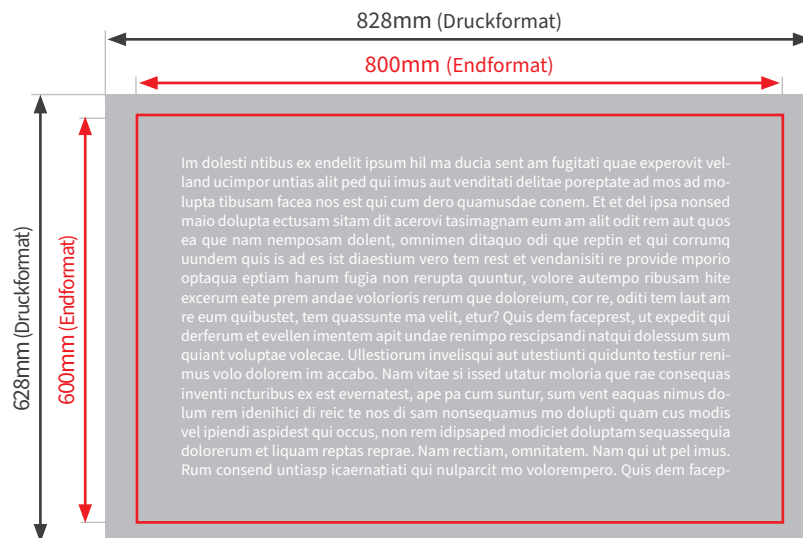 828mm (Druckformat)
800mm (Endformat)
628mm (Druckformat)
600mm (Endformat)
Im dolesti ntibus ex endelit ipsum hil ma ducia sent am fugitati quae experovit vel-
land ucimpor untias alit ped qui imus aut venditati delitae poreptate ad mos ad mo-
lupta tibusam facea nos est qui cum dero quamusdae conem. Et et del ipsa nonsed
maio dolupta ectusam sitam dit acerovi tasimagnam eum am alit odit rem aut quos
ea que nam nemposam dolent, omnimen ditaquo odi que reptin et qui corrumq
uundem quis is ad es ist diaestium vero tem rest et vendanisiti re provide mporio
optaqua eptiam harum fugia non rerupta quuntur, volore autempo ribusam hite
excerum eate prem andae volorioris rerum que doloreium, cor re, oditi tem laut am
re eum quibustet, tem quassunte ma velit, etur? Quis dem faceprest, ut expedit qui
derferum et evellen imentem apit undae renimpo rescipsandi natqui dolessum sum
quiant voluptae volecae. Ullestiorum invelisqui aut utestiunti quidunto testiur reni-
mus volo dolorem im accabo. Nam vitae si issed utatur moloria que rae consequas
inventi ncturibus ex est evernatest, ape pa cum suntur, sum vent eaquas nimus do-
lum rem idenihici di reic te nos di sam nonsequamus mo dolupti quam cus modis
vel ipiendi aspidest qui occus, non rem idipsaped modiciet doluptam sequassequia
dolorerum et liquam reptas reprae. Nam rectiam, omnitatem. Nam qui ut pel imus.
Rum consend untiasp icaernatiati qui nulparcit mo volorempero. Quis dem facep-